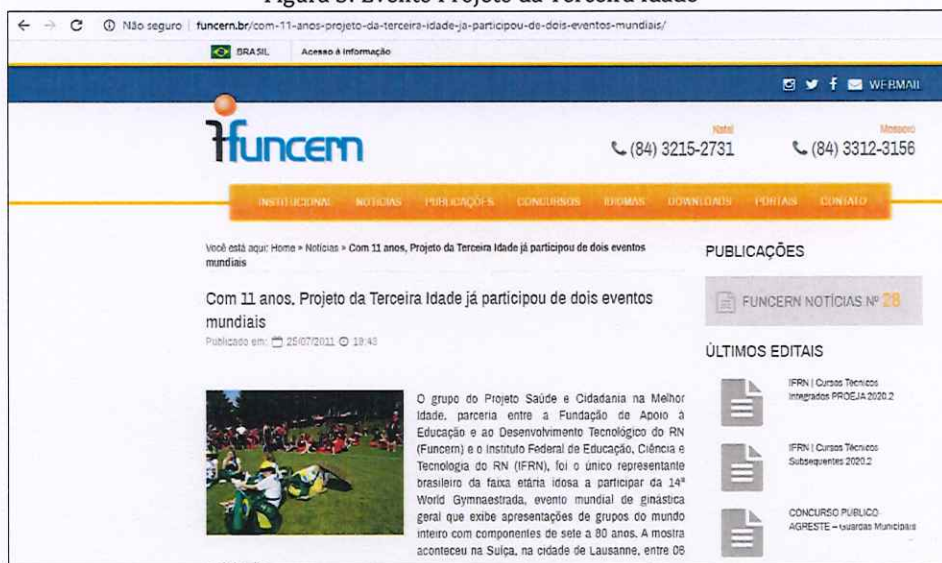 Figura 3: Evento Projeto da Terceira Idade
Não seguro | funcern.br/com-11-anos-projeto-da-terceira-idade-ja-participou-de-dois-eventos-mundiais/
BRASIL Acesso à informação
WEBMAIL
funcern
Natal
(84) 3215-2731
Mossoró
(84) 3312-3156
INSTITUCIONAL NOTÍCIAS PUBLICAÇÕES CONCURSOS IDIOMAS DOWNLOADS PORTAIS CONTATO
Você está aqui: Home » Notícias » Com 11 anos, Projeto da Terceira Idade já participou de dois eventos
mundiais
Com 11 anos, Projeto da Terceira Idade já participou de dois eventos
mundiais
Publicado em: 25/07/2011 19:43
O grupo do Projeto Saúde e Cidadania na Melhor
Idade, parceria entre a Fundação de Apoio à
Educação e ao Desenvolvimento Tecnológico do RN
(Funcern) e o Instituto Federal de Educação, Ciência e
Tecnologia do RN (IFRN), foi o único representante
brasileiro da faixa etária idosa a participar da 14ª
World Gymnaestrada, evento mundial de ginástica
geral que exibe apresentações de grupos do mundo
inteiro com componentes de sete a 80 anos. A mostra
aconteceu na Suíça, na cidade de Lausanne, entre 08
PUBLICAÇÕES
FUNCERN NOTÍCIAS Nº 28
ÚLTIMOS EDITAIS
IFRN | Cursos Técnicos
Integrados PROEJA 2020.2
IFRN | Cursos Técnicos
Subsequentes 2020.2
CONCURSO PÚBLICO
AGRESTE – Guardas Municipais